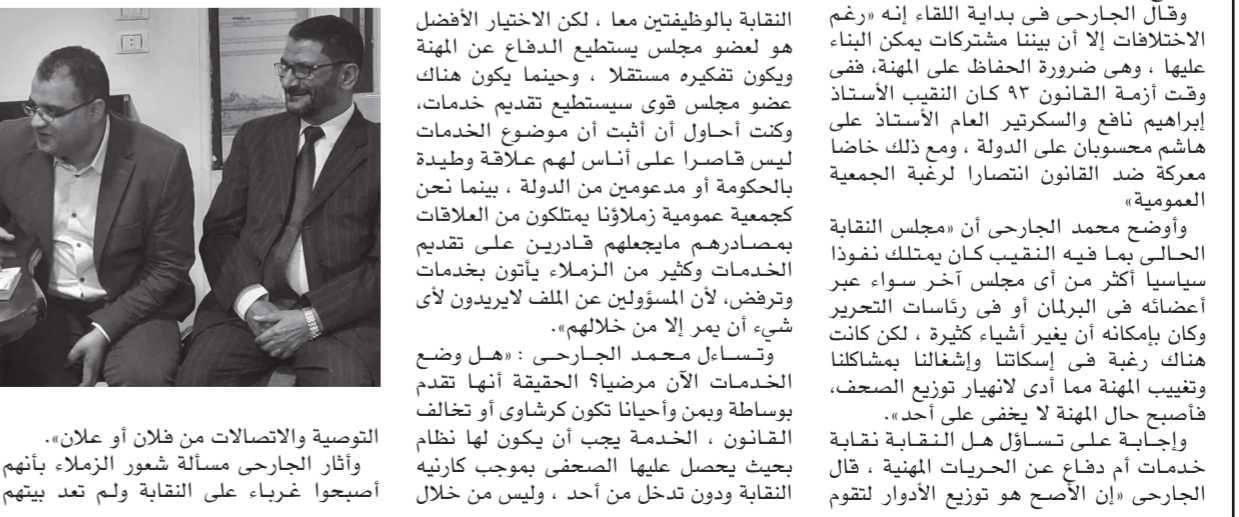 وقال الجارحى فى بداية اللقاء إنه «رغم
الاختلافات إلا أن بيننا مشتركات يمكن البناء
عليها ، وهى ضرورة الحفاظ على المهنة، ففى
وقت أزمة القانون ٩٣ كان النقيب الأستاذ
إبراهيم نافع والسكرتير العام الأستاذ على
هاشم محسوبان على الدولة ، ومع ذلك خاضا
معركة ضد القانون انتصارا لرغبة الجمعية
العمومية»
وأوضح محمد الجارحى أن «مجلس النقابة
الحالى بما فيه النقيب كان يمتلك نفوذا
سياسيا أكثر من أى مجلس آخر سواء عبر
أعضائه فى البرلمان أو فى رئاسات التحرير
وكان بإمكانه أن يغير أشياء كثيرة ، لكن كانت
هناك رغبة فى إسكاتنا وإشغالنا بمشاكلنا
وتغييب المهنة مما أدى لانهيار توزيع الصحف،
فأصبح حال المهنة لا يخفى على أحد».
وإجابة على تساؤل هل النقابة نقابة
خدمات أم دفاع عن الحريات المهنية ، قال
الجارحى «إن الأصح هو توزيع الأدوار لتقوم
النقابة بالوظيفتين معا ، لكن الاختيار الأفضل
هو لعضو مجلس يستطيع الدفاع عن المهنة
ويكون تفكيره مستقلا ، وحينما يكون هناك
عضو مجلس قوى سيستطيع تقديم خدمات،
وكنت أحاول أن أثبت أن موضوع الخدمات
ليس قاصرا على أناس لهم علاقة وطيدة
بالحكومة أو مدعومين من الدولة ، بينما نحن
كجمعية عمومية زملاؤنا يمتلكون من العلاقات
بمصادرهم مايجعلهم قادرين على تقديم
الخدمات وكثير من الزملاء يأتون بخدمات
وترفض، لأن المسؤولين عن الملف لايريدون لأى
شيء أن يمر إلا من خلالهم».
وتساءل محمد الجارحى : «هل وضع
الخدمات الآن مرضيا؟ الحقيقة أنها تقدم
بوساطة وبمن وأحيانا تكون كرشاوى أو تخالف
القانون ، الخدمة يجب أن يكون لها نظام
بحيث يحصل عليها الصحفى بموجب كارنيه
النقابة ودون تدخل من أحد ، وليس من خلال
التوصية والاتصالات من فلان أو علان».
وأثار الجارحى مسألة شعور الزملاء بأنهم
أصبحوا غرباء على النقابة ولم تعد بيتهم